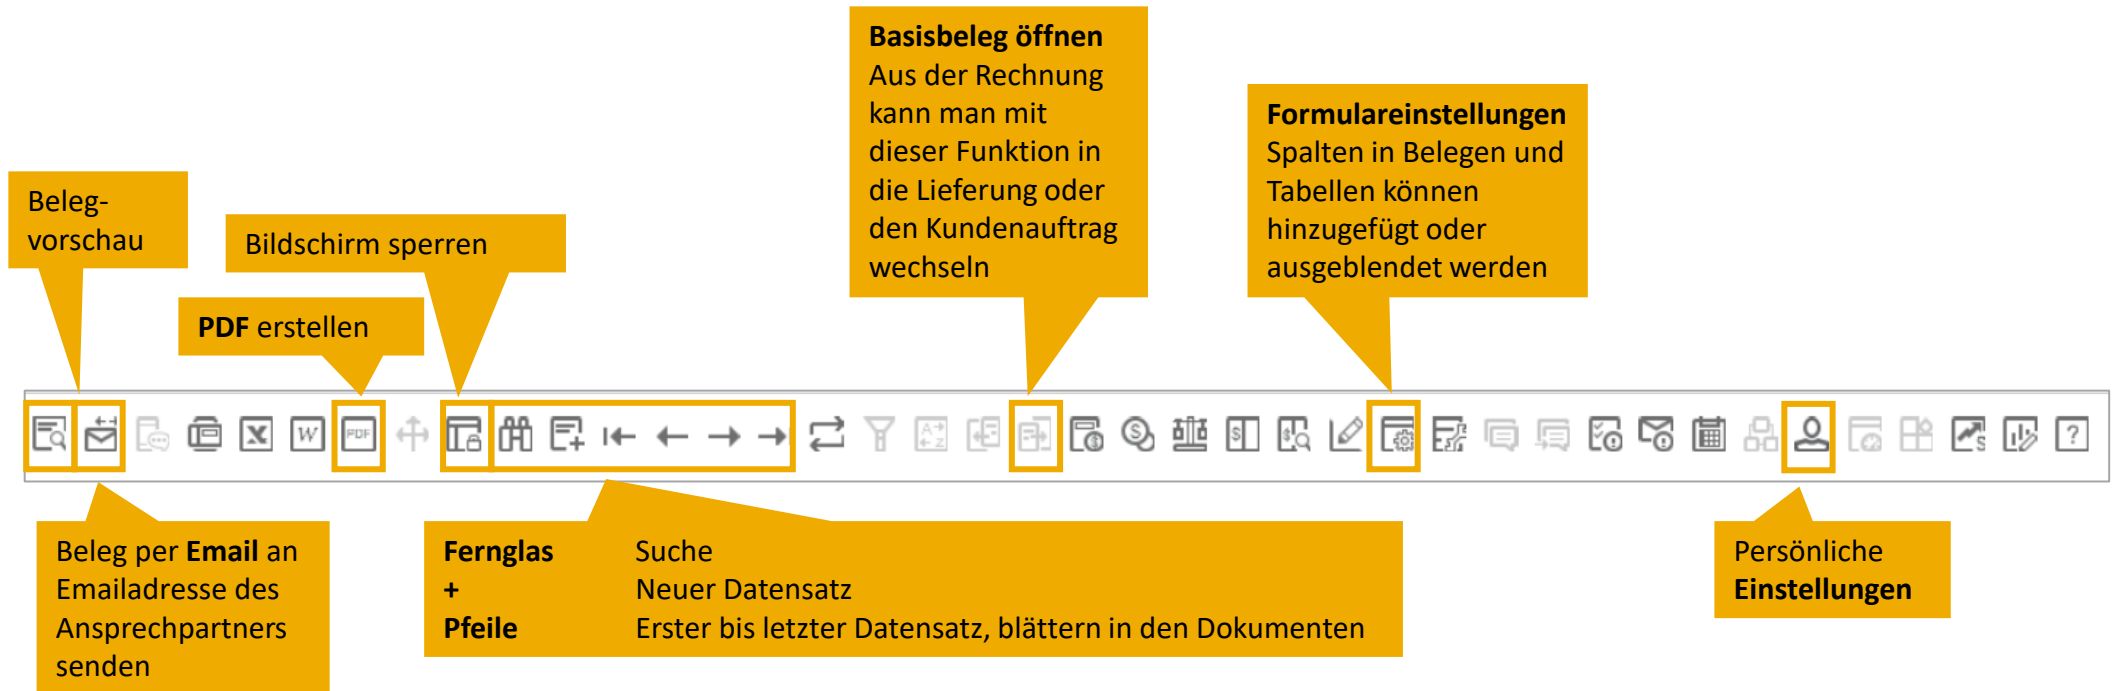 Basisbeleg öffnen
Aus der Rechnung
kann man mit
dieser Funktion in
die Lieferung oder
den Kundenauftrag
wechseln
Formulareinstellungen
Spalten in Belegen und
Tabellen können
hinzugefügt oder
ausgeblendet werden
Beleg-
vorschau
Bildschirm sperren
PDF erstellen
W
PDF
A
Z
S
$
$
$
S
?
Beleg per Email an
Emailadresse des
Ansprechpartners
senden
Fernglas Suche
+ Neuer Datensatz
Pfeile Erster bis letzter Datensatz, blättern in den Dokumenten
Persönliche
Einstellungen